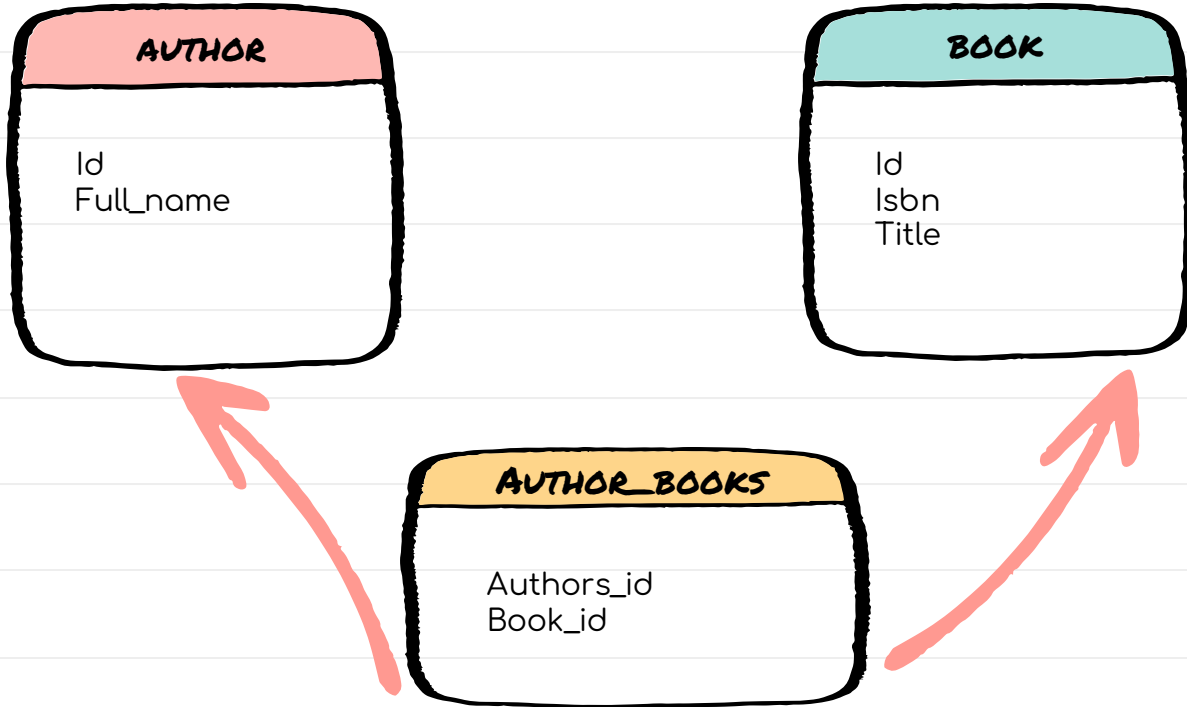 AUTHOR
Id
Full_name
BOOK
Id
Isbn
Title
AUTHOR_BOOKS
Authors_id
Book_id